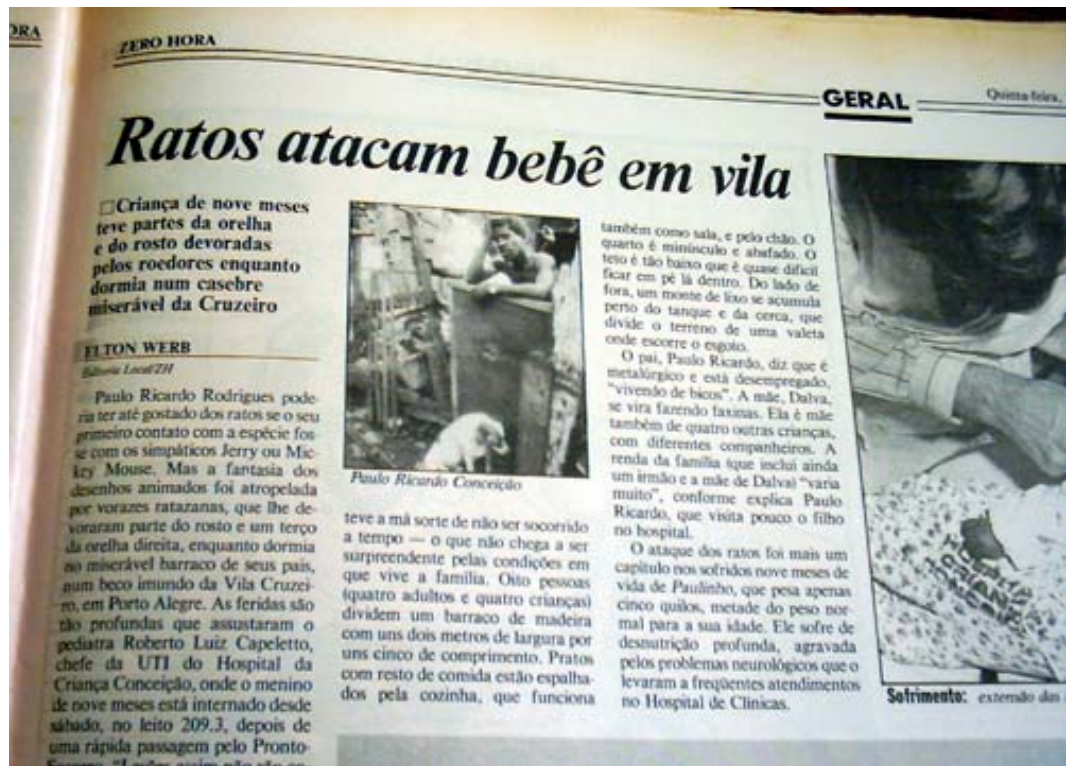 ORA
ZERO HORA
GERAL
Quinta-feira,
Ratos atacam bebê em vila
Criança de nove meses
teve partes da orelha
e do rosto devoradas
pelos roedores enquanto
dormia num casebre
miserável da Cruzeiro
ELTON WERB
Editoria Local/ZH
Paulo Ricardo Rodrigues pode-
ria ter até gostado dos ratos se o seu
primeiro contato com a espécie fos-
se com os simpáticos Jerry ou Mic-
key Mouse. Mas a fantasia dos
desenhos animados foi atropelada
por vorazes ratazanas, que lhe de-
voraram parte do rosto e um terço
da orelha direita, enquanto dormia
no miserável barraco de seus pais,
num beco imundo da Vila Cruzei-
ro, em Porto Alegre. As feridas são
tão profundas que assustaram o
pediatra Roberto Luiz Capeletto,
chefe da UTI do Hospital da
Criança Conceição, onde o menino
de nove meses está internado desde
sábado, no leito 209.3, depois de
uma rápida passagem pelo Pronto-
Paulo Ricardo Conceição
teve a má sorte de não ser socorrido
a tempo — o que não chega a ser
surpreendente pelas condições em
que vive a família. Oito pessoas
(quatro adultos e quatro crianças)
dividem um barraco de madeira
com uns dois metros de largura por
uns cinco de comprimento. Pratos
com resto de comida estão espalha-
dos pela cozinha, que funciona
também como sala, e pelo chão. O
quarto é minúsculo e abafado. O
teto é tão baixo que é quase difícil
ficar em pé lá dentro. Do lado de
fora, um monte de lixo se acumula
perto do tanque e da cerca, que
divide o terreno de uma valeta
onde escorre o esgoto.
O pai, Paulo Ricardo, diz que é
metalúrgico e está desempregado,
"vivendo de bicos". A mãe, Dalva,
se vira fazendo faxinas. Ela é mãe
também de quatro outras crianças,
com diferentes companheiros. A
renda da família (que inclui ainda
um irmão e a mãe de Dalva) "varia
muito", conforme explica Paulo
Ricardo, que visita pouco o filho
no hospital.
O ataque dos ratos foi mais um
capítulo nos sofridos nove meses de
vida de Paulinho, que pesa apenas
cinco quilos, metade do peso nor-
mal para a sua idade. Ele sofre de
desnutrição profunda, agravada
pelos problemas neurológicos que o
levaram a freqüentes atendimentos
no Hospital de Clínicas.
CRIANÇA
Sofrimento: extensão das